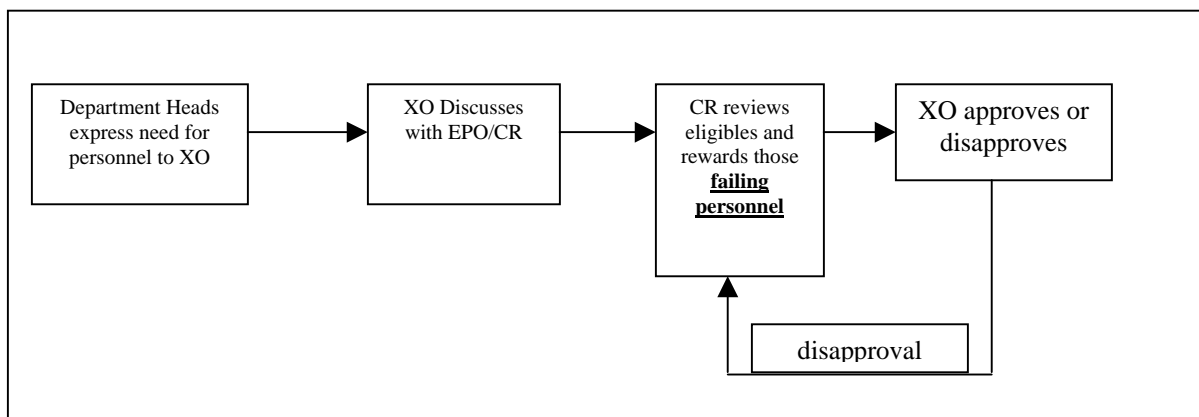 Department Heads
express need for
personnel to XO
XO Discusses
with EPO/CR
CR reviews
eligibles and
rewards those
failing
personnel
XO approves or
disapproves
disapproval